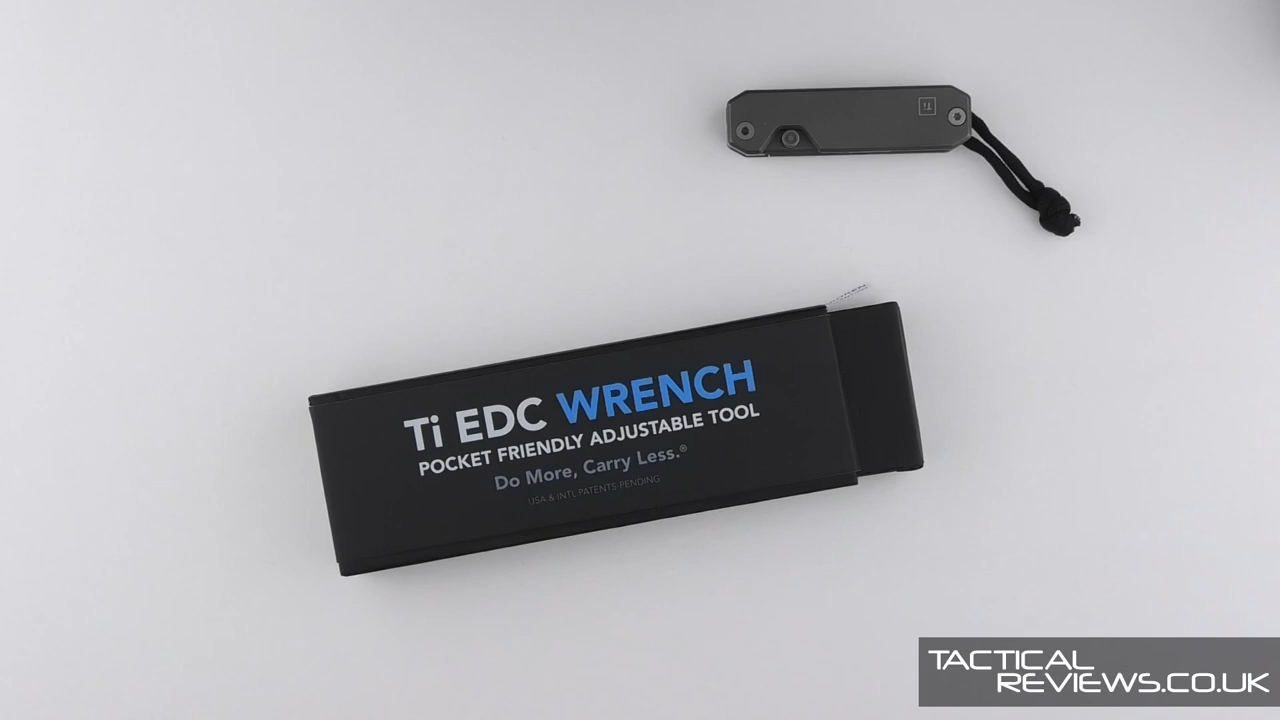 Ti
Ti EDC WRENCH
POCKET FRIENDLY ADJUSTABLE TOOL
Do More, Carry Less.®
USA & INTL PATENTS PENDING
TACTICAL
REVIEWS.CO.UK